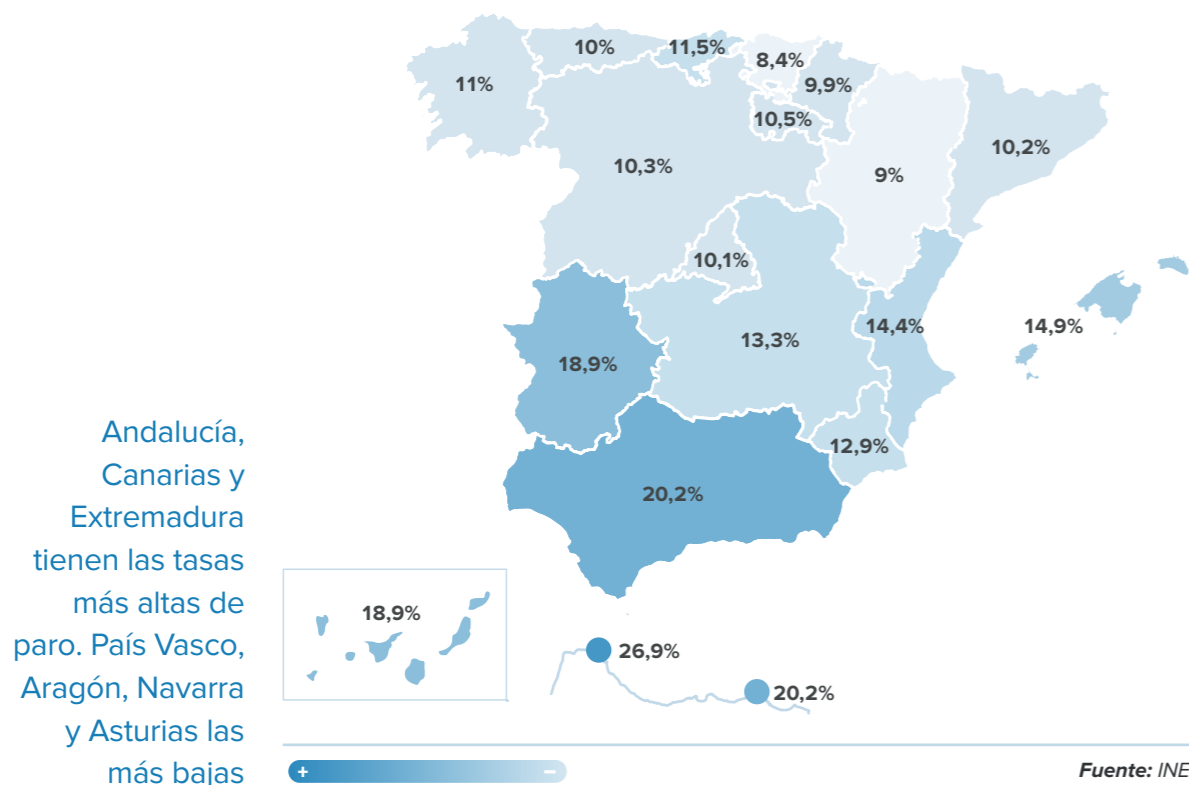 10%
11,5%
8,4%
11%
9,9%
10,5%
10,2%
10,3%
9%
10,1%
14,9%
14,4%
13,3%
18,9%
12,9%
20,2%
Andalucía,
Canarias y
Extremadura
tienen las tasas
más altas de
paro. País Vasco,
Aragón, Navarra
y Asturias las
más bajas
18,9%
26,9%
20,2%
+
−
Fuente: INE